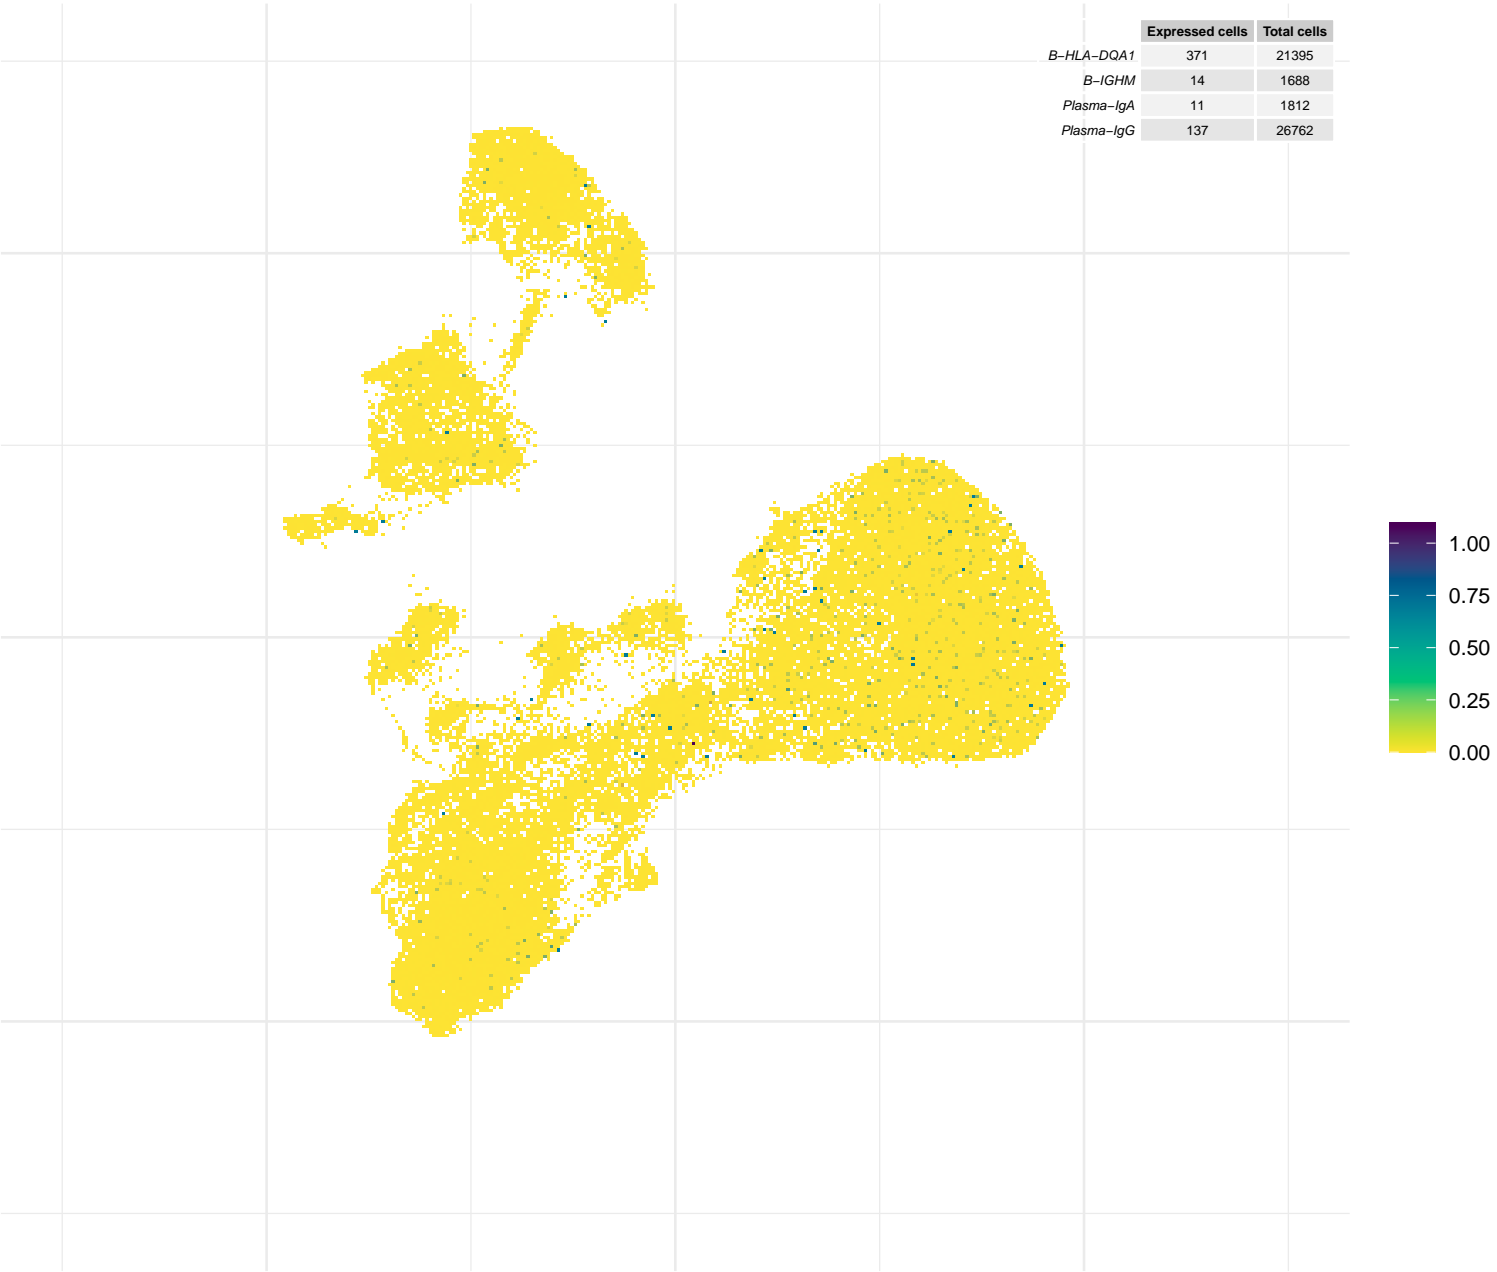 Expressed cells Total cells
B−HLA−DQA1 371 21395
B−IGHM 14 1688
Plasma−IgA 11 1812
Plasma−IgG 137 26762
1.00
0.75
0.50
0.25
0.00